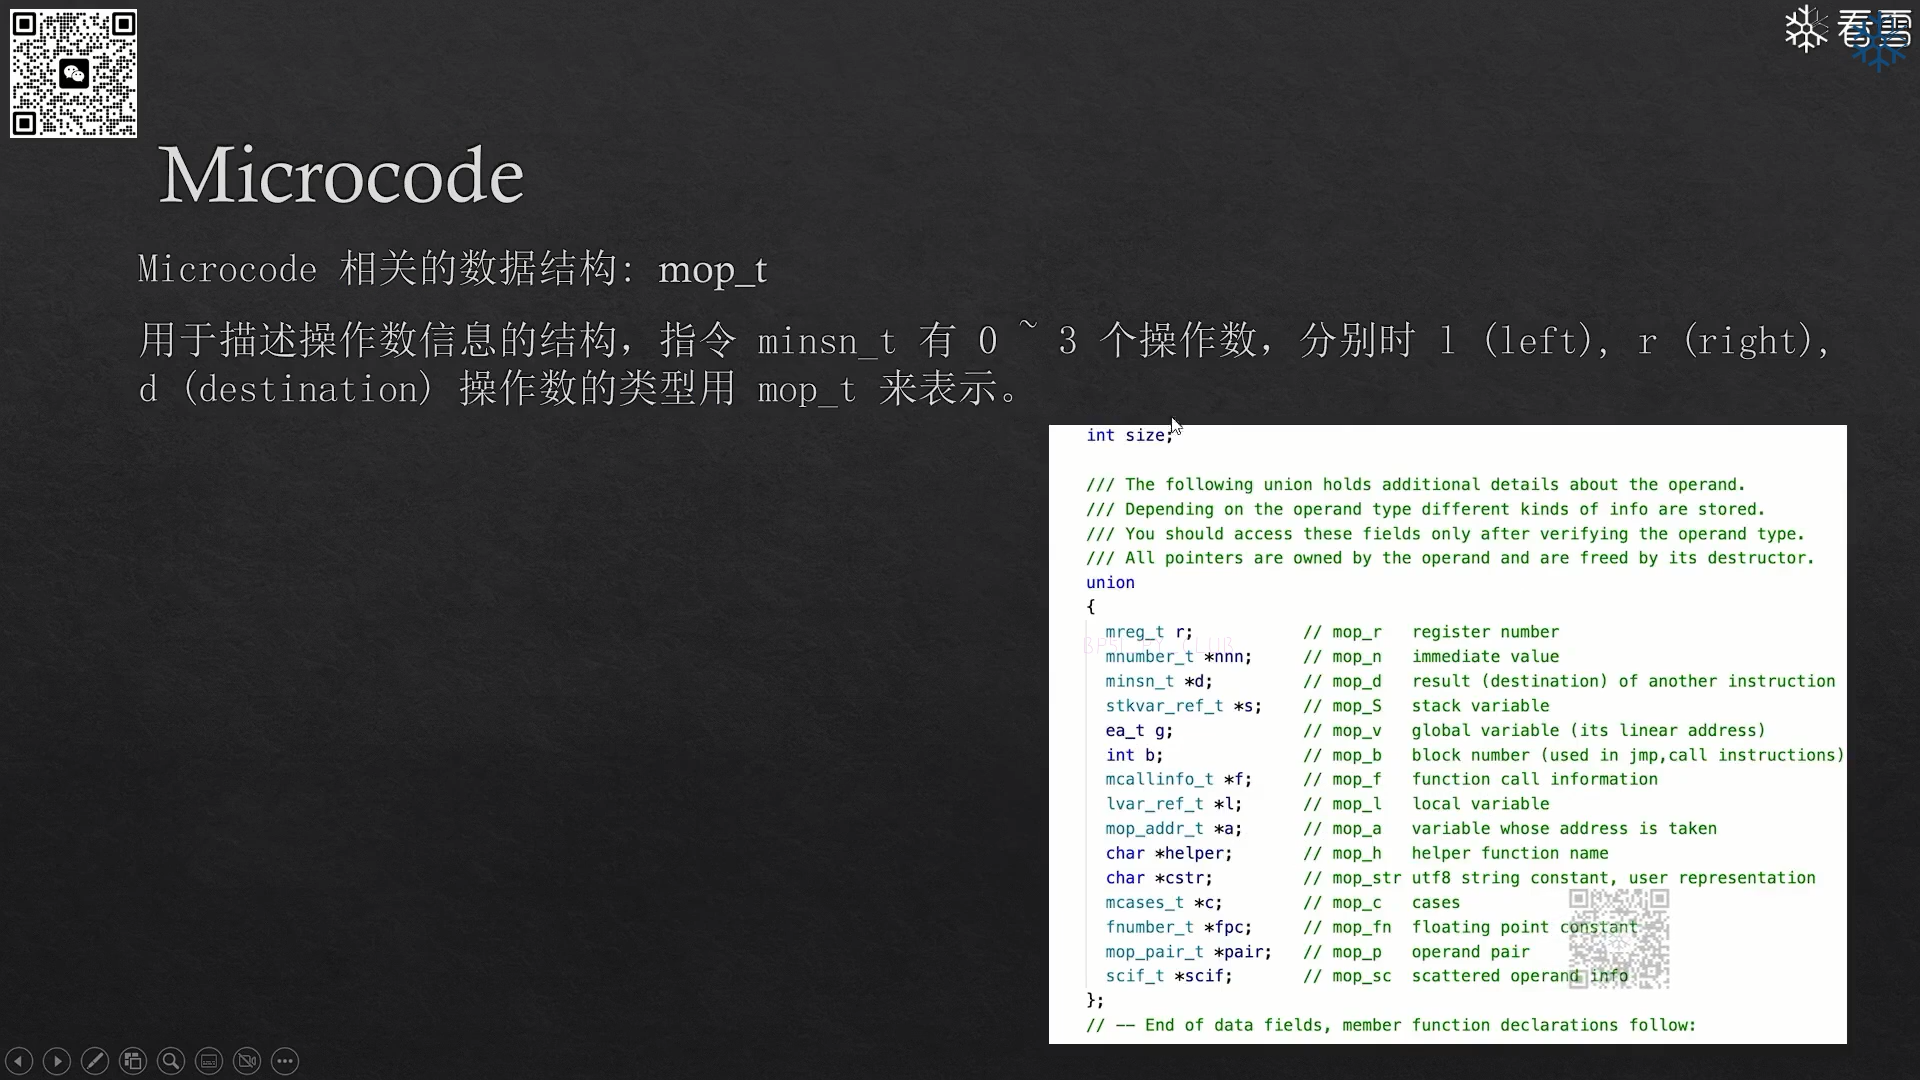 看雪
Microcode
Microcode 相关的数据结构: mop_t
用于描述操作数信息的结构，指令 minsn_t 有 0 ~ 3 个操作数，分别时 l (left), r (right),
d (destination) 操作数的类型用 mop_t 来表示。
int size;
/// The following union holds additional details about the operand.
/// Depending on the operand type different kinds of info are stored.
/// You should access these fields only after verifying the operand type.
/// All pointers are owned by the operand and are freed by its destructor.
union
{
mreg_t r; // mop_r register number
mnumber_t *nnn; // mop_n immediate value
minsn_t *d; // mop_d result (destination) of another instruction
stkvar_ref_t *s; // mop_S stack variable
ea_t g; // mop_v global variable (its linear address)
int b; // mop_b block number (used in jmp,call instructions)
mcallinfo_t *f; // mop_f function call information
lvar_ref_t *l; // mop_l local variable
mop_addr_t *a; // mop_a variable whose address is taken
char *helper; // mop_h helper function name
char *cstr; // mop_str utf8 string constant, user representation
mcases_t *c; // mop_c cases
fnumber_t *fpc; // mop_fn floating point constant
mop_pair_t *pair; // mop_p operand pair
scif_t *scif; // mop_sc scattered operand info
};
// -- End of data fields, member function declarations follow: